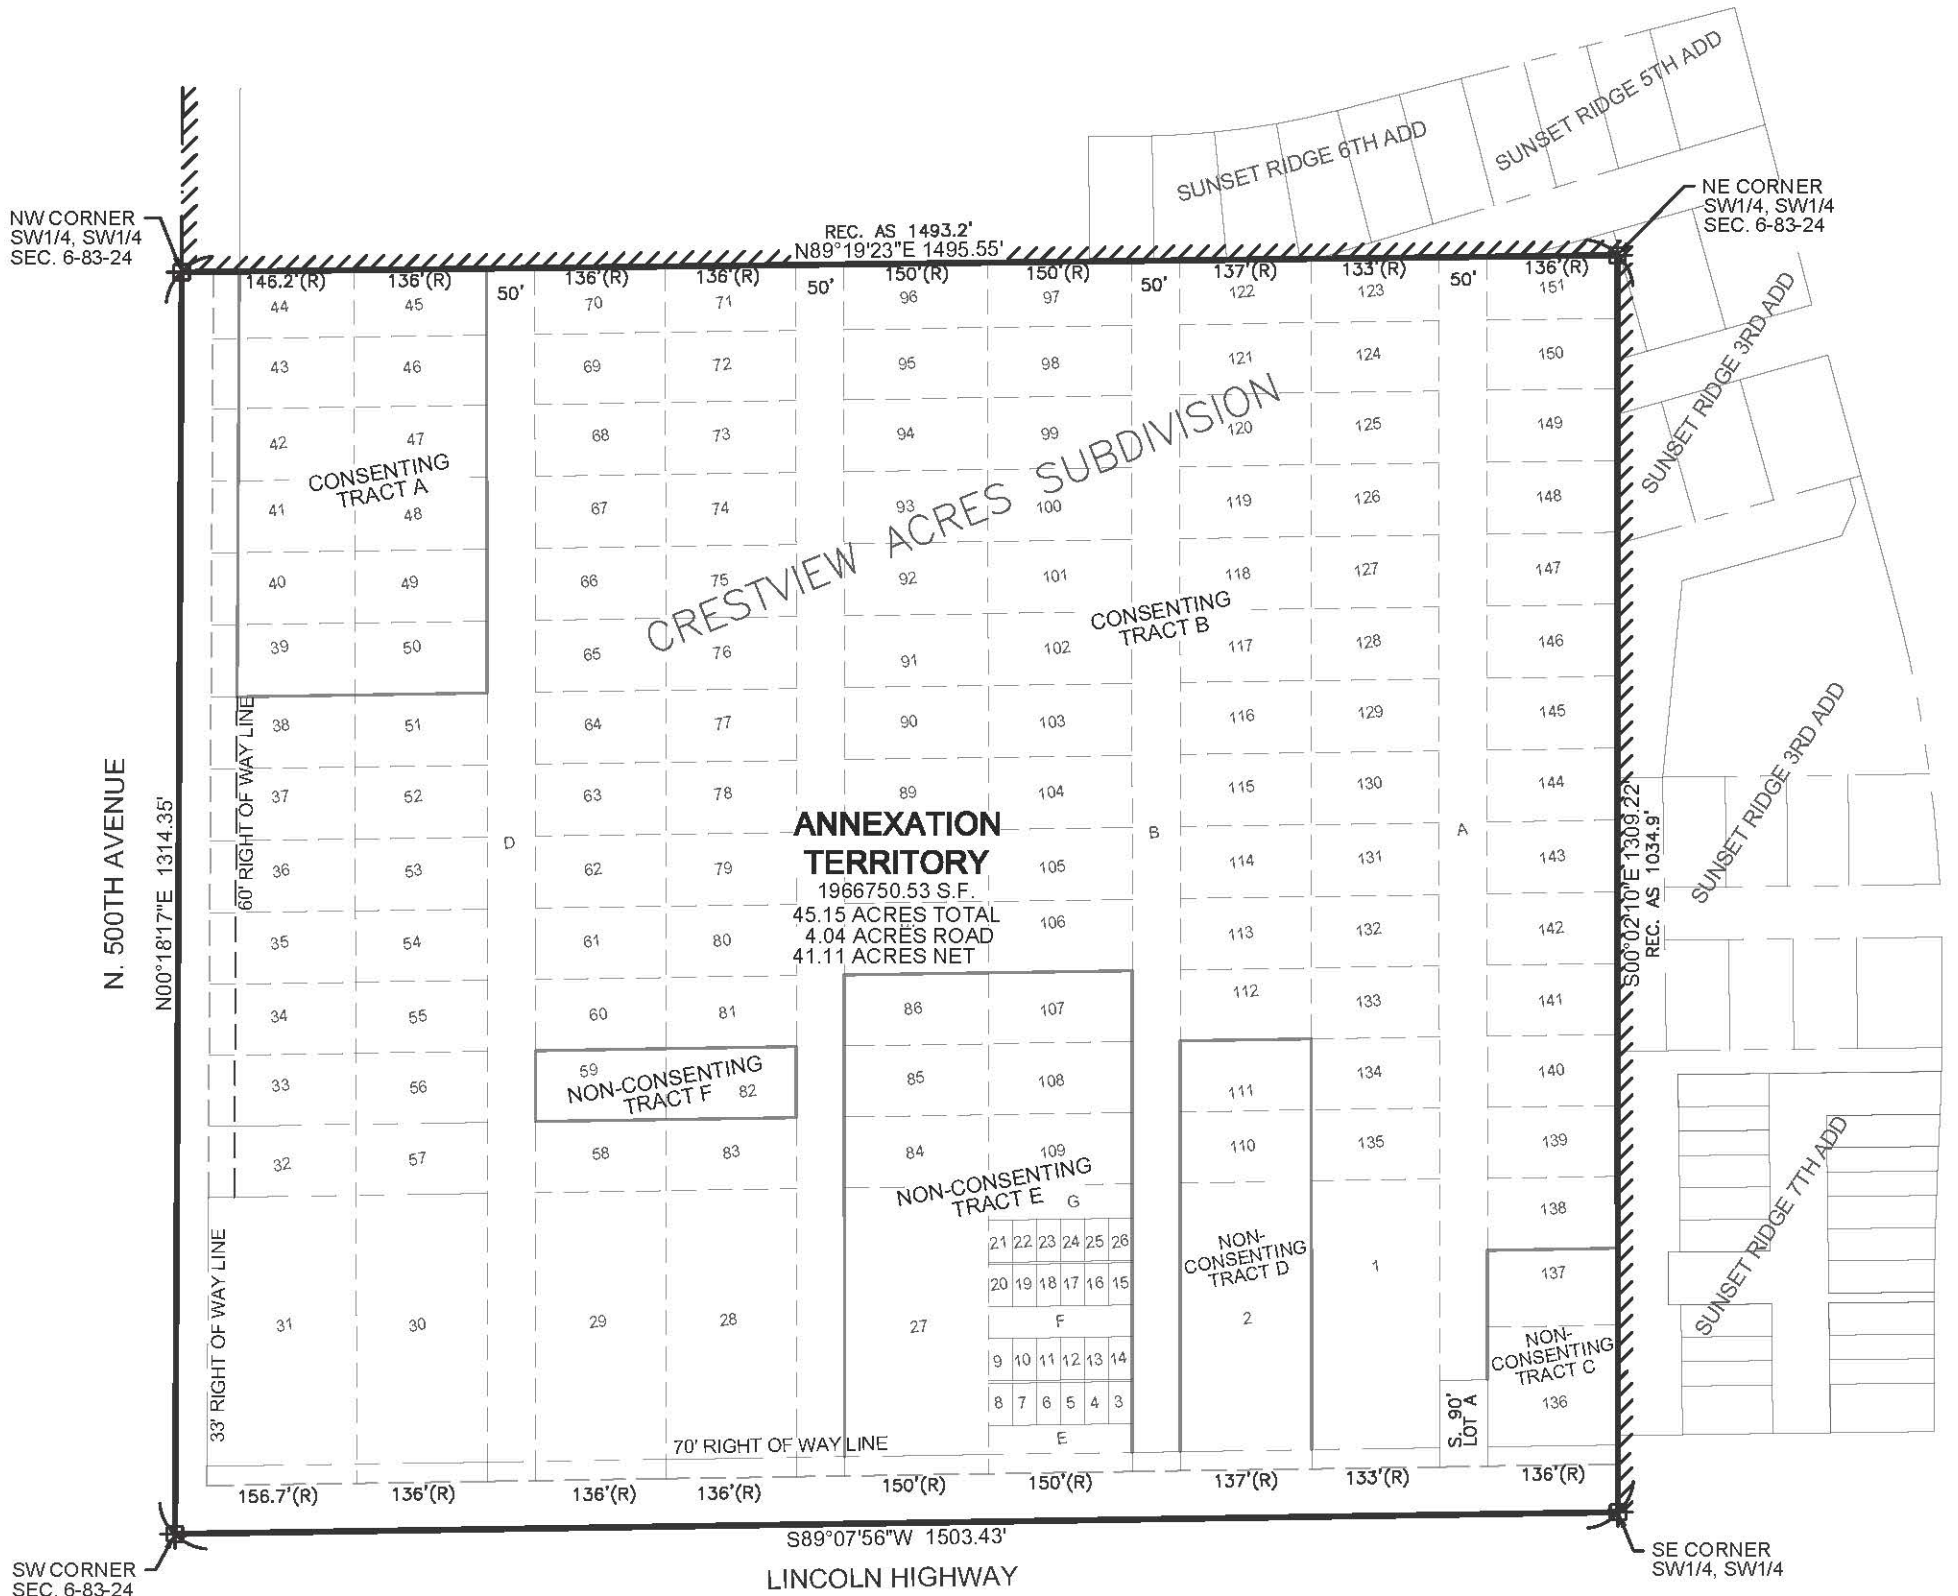 SUNSET RIDGE 5TH ADD
SUNSET RIDGE 6TH ADD
NW CORNER
SW1/4, SW1/4
SEC. 6-83-24
NE CORNER
SW1/4, SW1/4
SEC. 6-83-24
REC. AS 1493.2'
N89°19'23"E 1495.55'
146.2'(R) 136'(R) 50' 136'(R) 136'(R) 50' 150'(R) 150'(R) 50' 137'(R) 133'(R) 50' 136'(R)
44 45 70 71 96 97 122 123 151
43 46 69 72 95 98 121 124 150
42 47 68 73 94 99 120 125 149
CONSENTING
TRACT A
41 48 67 74 93 100 119 126 148
40 49 66 75 92 101 118 127 147
CRESTVIEW ACRES SUBDIVISION
CONSENTING
TRACT B
39 50 65 76 91 102 117 128 146
38 51 64 77 90 103 116 129 145
37 52 63 78 89 104 115 130 144
D B A
ANNEXATION
TERRITORY
1966750.53 S.F.
45.15 ACRES TOTAL
4.04 ACRES ROAD
41.11 ACRES NET
36 53 62 79 105 114 131 143
35 54 61 80 106 113 132 142
34 55 60 81 86 107 112 133 141
33 56 59 82 85 108 111 134 140
NON-CONSENTING
TRACT F
32 57 58 83 84 109 110 135 139
NON-CONSENTING
TRACT E
G
138
21 22 23 24 25 26
20 19 18 17 16 15
NON-
CONSENTING
TRACT D
1
137
31 30 29 28 27
F
2
9 10 11 12 13 14
8 7 6 5 4 3
E
NON-
CONSENTING
TRACT C
136
S. 90'
LOT A
N. 500TH AVENUE
N00°18'17"E 1314.35'
60' RIGHT OF WAY LINE
33' RIGHT OF WAY LINE
70' RIGHT OF WAY LINE
S00°02'10"E 1309.22'
REC. AS 1034.9'
SUNSET RIDGE 3RD ADD
SUNSET RIDGE 3RD ADD
SUNSET RIDGE 7TH ADD
156.7'(R) 136'(R) 136'(R) 136'(R) 150'(R) 150'(R) 137'(R) 133'(R) 136'(R)
S89°07'56"W 1503.43'
LINCOLN HIGHWAY
SW CORNER
SEC. 6-83-24
SE CORNER
SW1/4, SW1/4